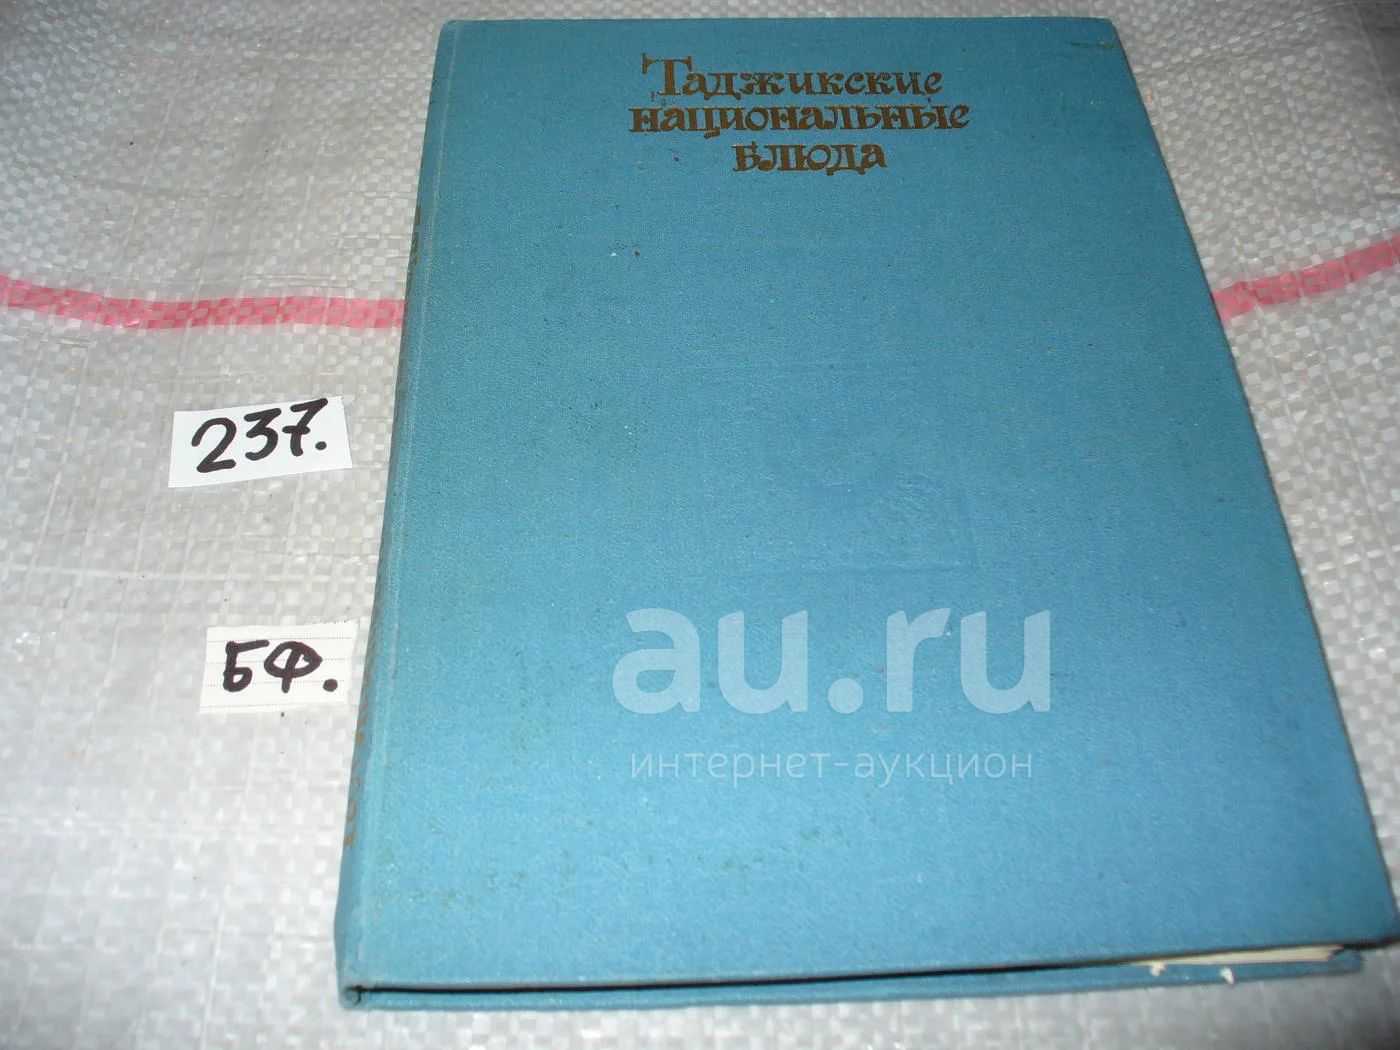 Таджикские
национальные
блюда
237.
БФ.
au.ru
интернет-аукцион